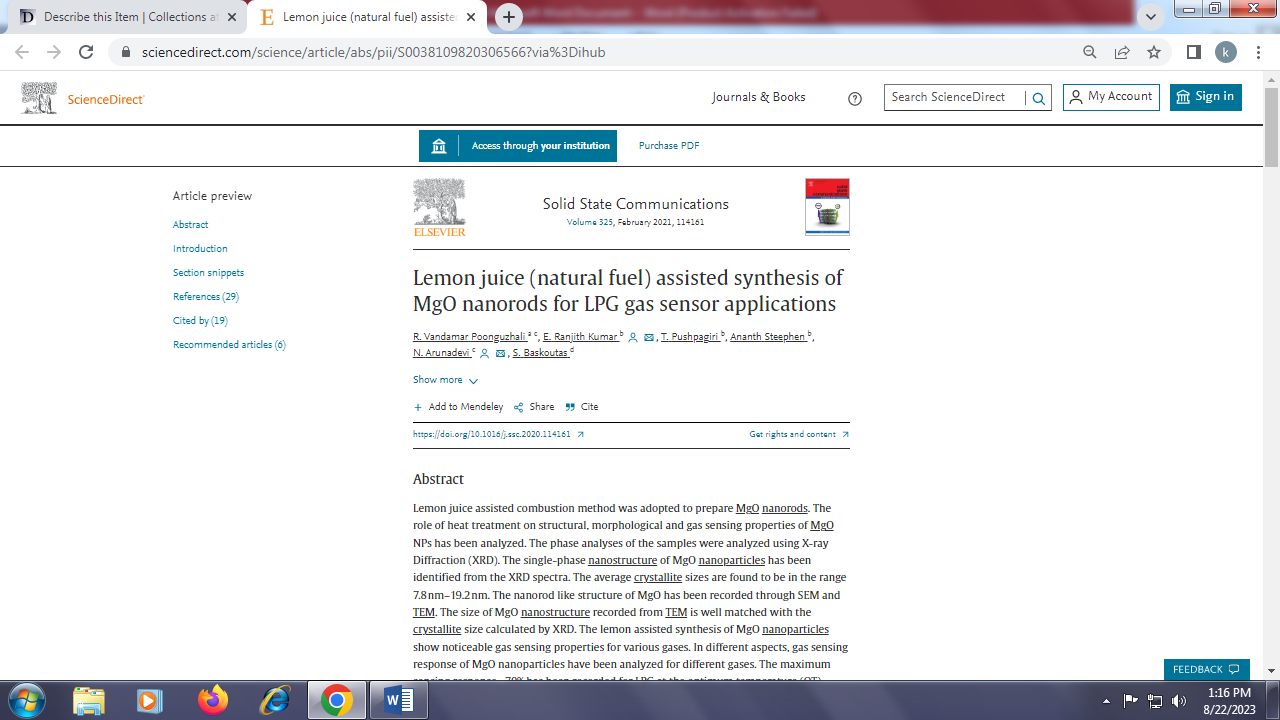 Describe this Item | Collections at
Lemon juice (natural fuel) assiste
sciencedirect.com/science/article/abs/pii/S0038109820306566?via%3Dihub
k
ScienceDirect
Journals & Books
Search ScienceDirect
My Account
Sign in
Access through your institution
Purchase PDF
Article preview
Abstract
Introduction
Section snippets
References (29)
Cited by (19)
Recommended articles (6)
ELSEVIER
Solid State Communications
Volume 325, February 2021, 114161
Lemon juice (natural fuel) assisted synthesis of
MgO nanorods for LPG gas sensor applications
R. Vandamar Poonguzhali a c, E. Ranjith Kumar b, T. Pushpagiri b, Ananth Steephen b,
N. Arunadevi c, S. Baskoutas d
Show more
Add to Mendeley Share Cite
https://doi.org/10.1016/j.ssc.2020.114161
Get rights and content
Abstract
Lemon juice assisted combustion method was adopted to prepare MgO nanorods. The
role of heat treatment on structural, morphological and gas sensing properties of MgO
NPs has been analyzed. The phase analyses of the samples were analyzed using X-ray
Diffraction (XRD). The single-phase nanostructure of MgO nanoparticles has been
identified from the XRD spectra. The average crystallite sizes are found to be in the range
7.8 nm–19.2 nm. The nanorod like structure of MgO has been recorded through SEM and
TEM. The size of MgO nanostructure recorded from TEM is well matched with the
crystallite size calculated by XRD. The lemon assisted synthesis of MgO nanoparticles
show noticeable gas sensing properties for various gases. In different aspects, gas sensing
response of MgO nanoparticles have been analyzed for different gases. The maximum
FEEDBACK
1:16 PM
8/22/2023